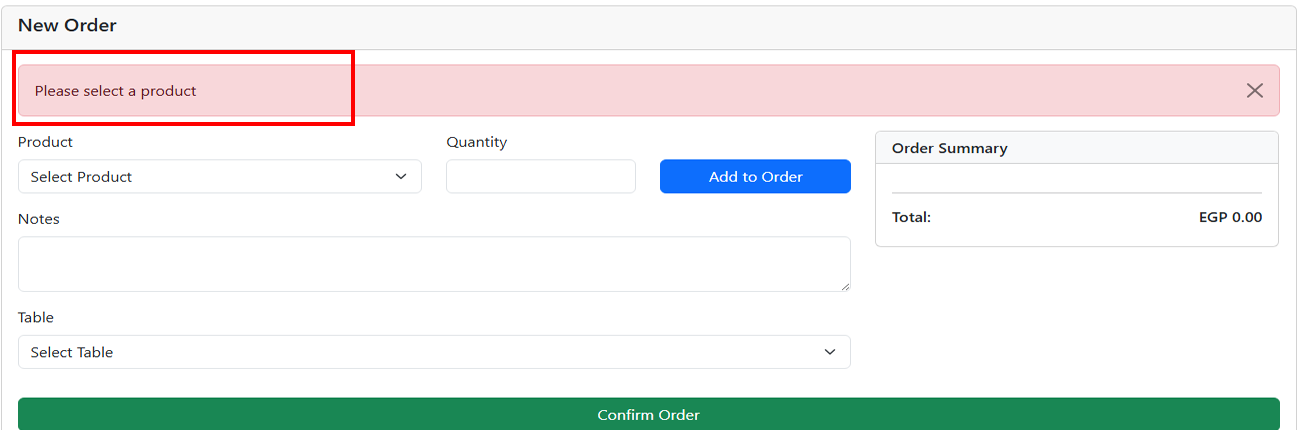 New Order
Please select a product
Product
Quantity
Select Product
Add to Order
Notes
Table
Select Table
Order Summary
Total: EGP 0.00
Confirm Order